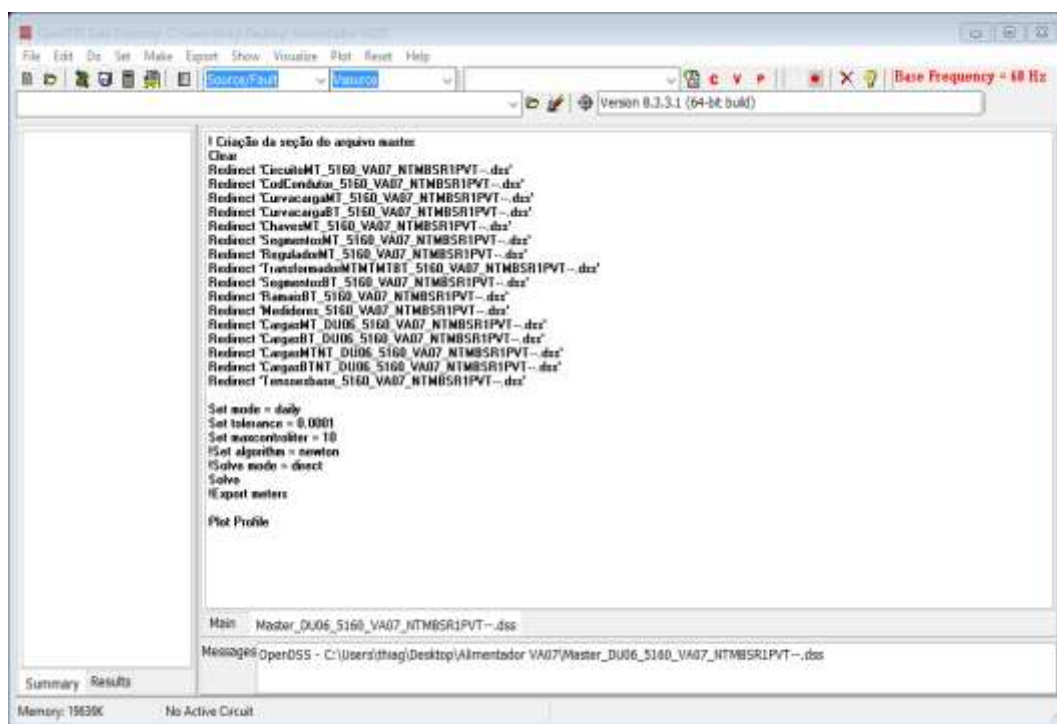 File Edit Do Set Make Export Show Visualize Plot Reset Help
Source/Fault Vsource C V P Base Frequency = 60 Hz
Version 8.3.3.1 (64-bit build)
! Criação da seção do arquivo master
Clear
Redirect 'CircuitoMT_5160_VA07_NTMBSR1PVT--.dss'
Redirect 'CodCondutor_5160_VA07_NTMBSR1PVT--.dss'
Redirect 'CurvacargaMT_5160_VA07_NTMBSR1PVT--.dss'
Redirect 'CurvacargaBT_5160_VA07_NTMBSR1PVT--.dss'
Redirect 'ChavesMT_5160_VA07_NTMBSR1PVT--.dss'
Redirect 'SegmentosMT_5160_VA07_NTMBSR1PVT--.dss'
Redirect 'ReguladorMT_5160_VA07_NTMBSR1PVT--.dss'
Redirect 'TransformadorMTMTMTBT_5160_VA07_NTMBSR1PVT--.dss'
Redirect 'SegmentosBT_5160_VA07_NTMBSR1PVT--.dss'
Redirect 'RamaisBT_5160_VA07_NTMBSR1PVT--.dss'
Redirect 'Medidores_5160_VA07_NTMBSR1PVT--.dss'
Redirect 'CargasMT_DU06_5160_VA07_NTMBSR1PVT--.dss'
Redirect 'CargasBT_DU06_5160_VA07_NTMBSR1PVT--.dss'
Redirect 'CargasMTNT_DU06_5160_VA07_NTMBSR1PVT--.dss'
Redirect 'CargasBTNT_DU06_5160_VA07_NTMBSR1PVT--.dss'
Redirect 'Tensoesbase_5160_VA07_NTMBSR1PVT--.dss'
Set mode = daily
Set tolerance = 0.0001
Set maxcontroliter = 10
!Set algorithm = newton
!Solve mode = direct
Solve
!Export meters
Plot Profile
Main Master_DU06_5160_VA07_NTMBSR1PVT--.dss
Messages OpenDSS - C:\Users\thiag\Desktop\Alimentador VA07\Master_DU06_5160_VA07_NTMBSR1PVT--.dss
Summary Results
Memory: 19639K No Active Circuit